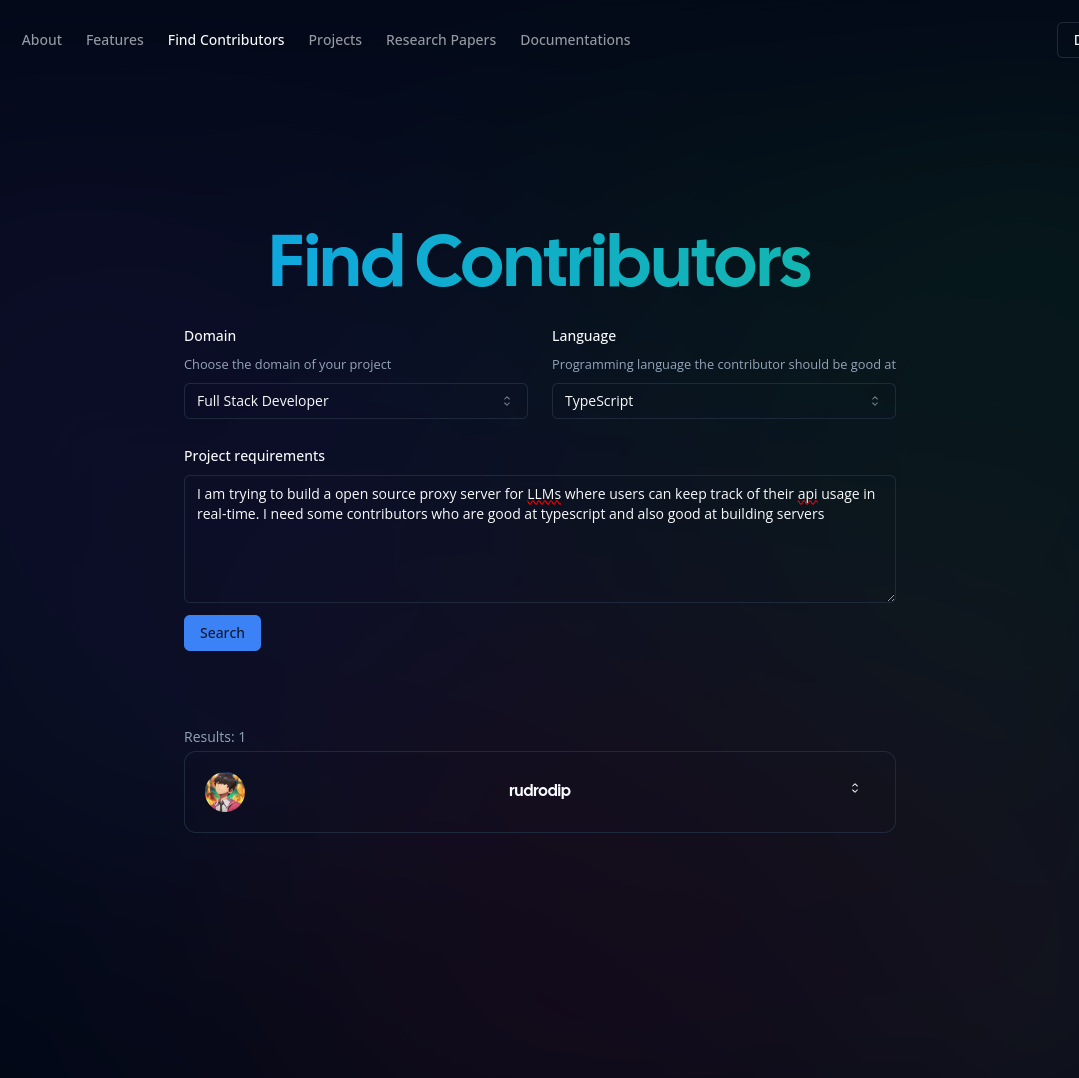 About Features Find Contributors Projects Research Papers Documentations
Find Contributors
Domain
Language
Choose the domain of your project
Programming language the contributor should be good at
Full Stack Developer
TypeScript
Project requirements
I am trying to build a open source proxy server for LLMs where users can keep track of their api usage in
real-time. I need some contributors who are good at typescript and also good at building servers
Search
Results: 1
rudrodip